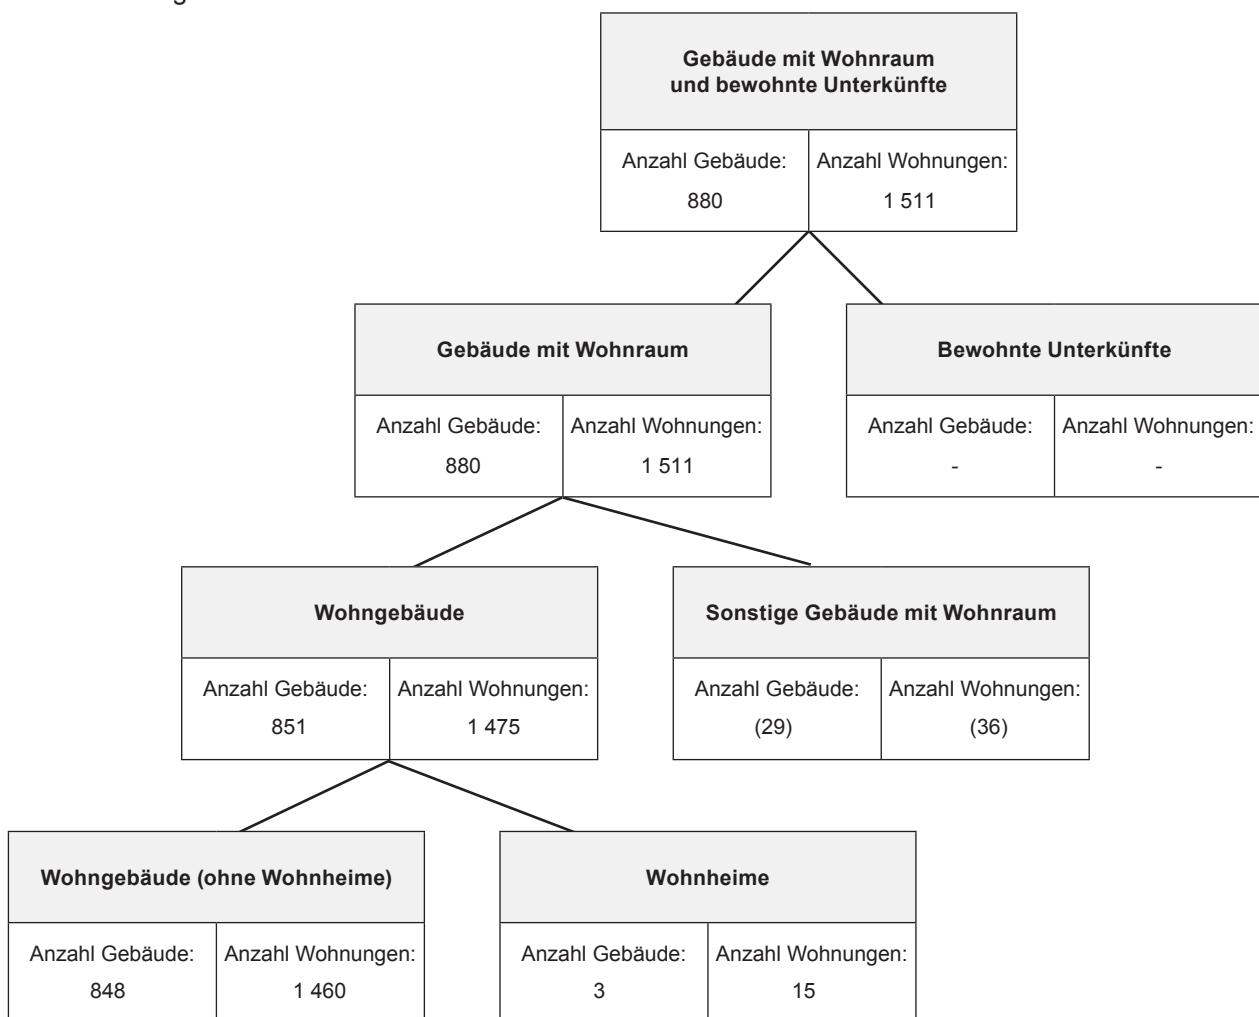 Gebäude mit Wohnraum
und bewohnte Unterkünfte
Anzahl Gebäude: Anzahl Wohnungen:
880 1 511
Gebäude mit Wohnraum
Anzahl Gebäude: Anzahl Wohnungen:
880 1 511
Bewohnte Unterkünfte
Anzahl Gebäude: Anzahl Wohnungen:
- -
Wohngebäude
Anzahl Gebäude: Anzahl Wohnungen:
851 1 475
Sonstige Gebäude mit Wohnraum
Anzahl Gebäude: Anzahl Wohnungen:
(29) (36)
Wohngebäude (ohne Wohnheime)
Anzahl Gebäude: Anzahl Wohnungen:
848 1 460
Wohnheime
Anzahl Gebäude: Anzahl Wohnungen:
3 15